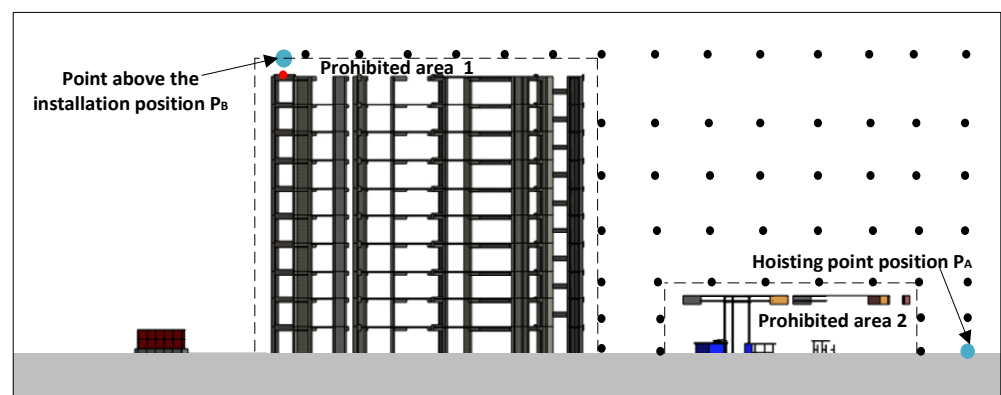 Prohibited area 1
Point above the
installation position PB
Hoisting point position PA
Prohibited area 2